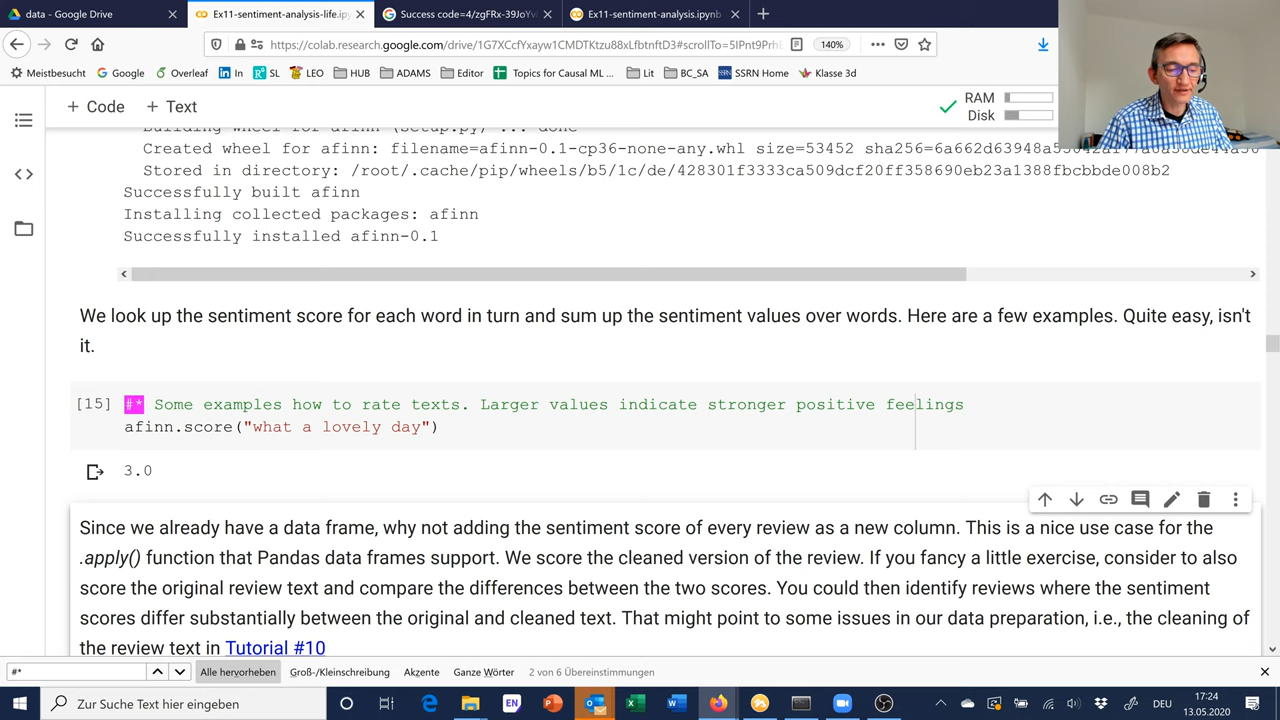 data - Google Drive
Ex11-sentiment-analysis-life.ipy
Success code=4/zgFRx-39JoYv
Ex11-sentiment-analysis.ipynb
https://colab.research.google.com/drive/1G7XCcfYxayw1CMDTKtzu88xLfbtnftD3#scrollTo=5IPnt9Prh
140%
Meistbesucht
Google
Overleaf
In
SL
LEO
HUB
ADAMS
Editor
Topics for Causal ML ...
Lit
BC_SA
SSRN Home
Klasse 3d
+ Code + Text
RAM
Disk
Building wheel for afinn (setup.py) ... done
Created wheel for afinn: filename=afinn-0.1-cp36-none-any.whl size=53452
Stored in directory: /root/.cache/pip/wheels/b5/1c/de/428301f3333ca509dcf20ff358690eb23a1388fbcbbde008b2
Successfully built afinn
Installing collected packages: afinn
Successfully installed afinn-0.1
We look up the sentiment score for each word in turn and sum up the sentiment values over words. Here are a few examples. Quite easy, isn't
it.
[15] #* Some examples how to rate texts. Larger values indicate stronger positive feelings
afinn.score("what a lovely day")
3.0
Since we already have a data frame, why not adding the sentiment score of every review as a new column. This is a nice use case for the
.apply() function that Pandas data frames support. We score the cleaned version of the review. If you fancy a little exercise, consider to also
score the original review text and compare the differences between the two scores. You could then identify reviews where the sentiment
scores differ substantially between the original and cleaned text. That might point to some issues in our data preparation, i.e., the cleaning of
the review text in Tutorial #10
#*
Alle hervorheben
Groß-/Kleinschreibung
Akzente
Ganze Wörter
2 von 6 Übereinstimmungen
Zur Suche Text hier eingeben
EN
DEU
17:24
13.05.2020